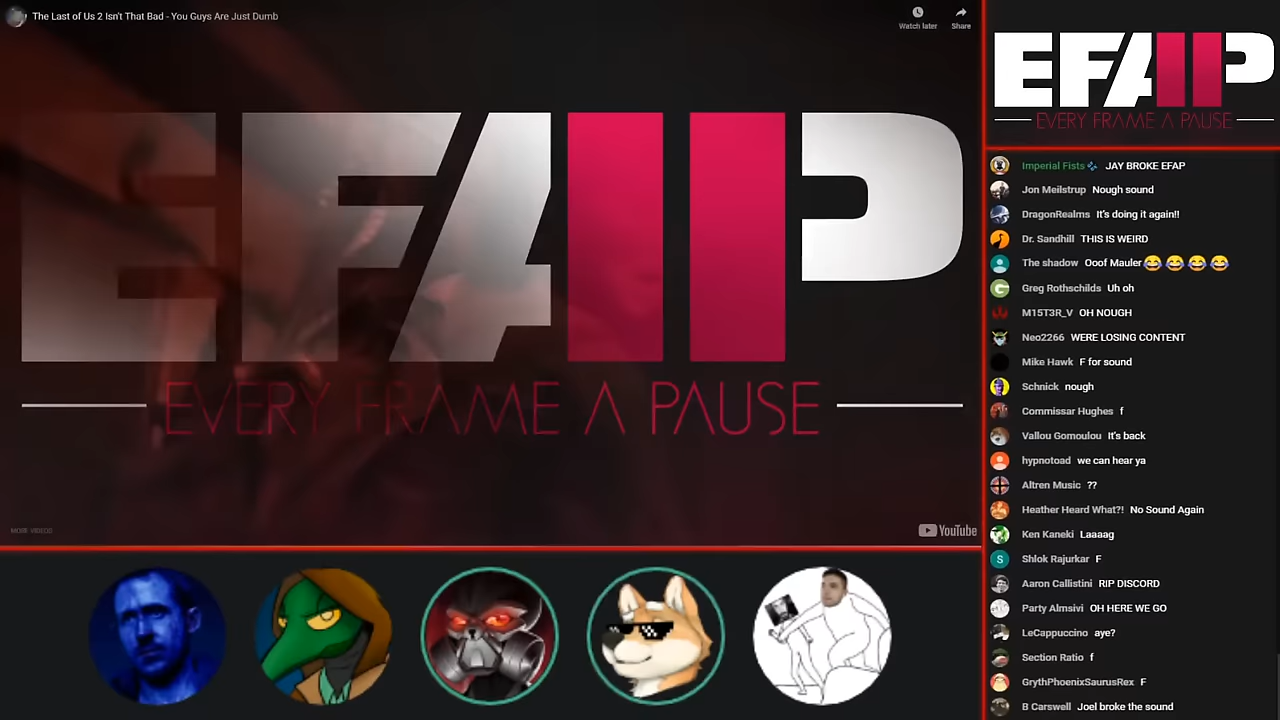 The Last of Us 2 Isn't That Bad - You Guys Are Just Dumb
Watch later
Share
EFAP
EVERY FRAME A PAUSE
MORE VIDEOS
YouTube
EFAP
EVERY FRAME A PAUSE
Imperial Fists JAY BROKE EFAP
Jon Meilstrup Nough sound
DragonRealms It's doing it again!!
Dr. Sandhill THIS IS WEIRD
The shadow Ooof Mauler😂😂😂😂
Greg Rothschilds Uh oh
M15T3R_V OH NOUGH
Neo2266 WERE LOSING CONTENT
Mike Hawk F for sound
Schnick nough
Commissar Hughes f
Vallou Gomoulou It's back
hypnotoad we can hear ya
Altren Music ??
Heather Heard What?! No Sound Again
Ken Kaneki Laaaag
S
Shlok Rajurkar F
Aaron Callistini RIP DISCORD
Party Almsivi OH HERE WE GO
LeCappuccino aye?
Section Ratio f
GrythPhoenixSaurusRex F
B Carswell Joel broke the sound